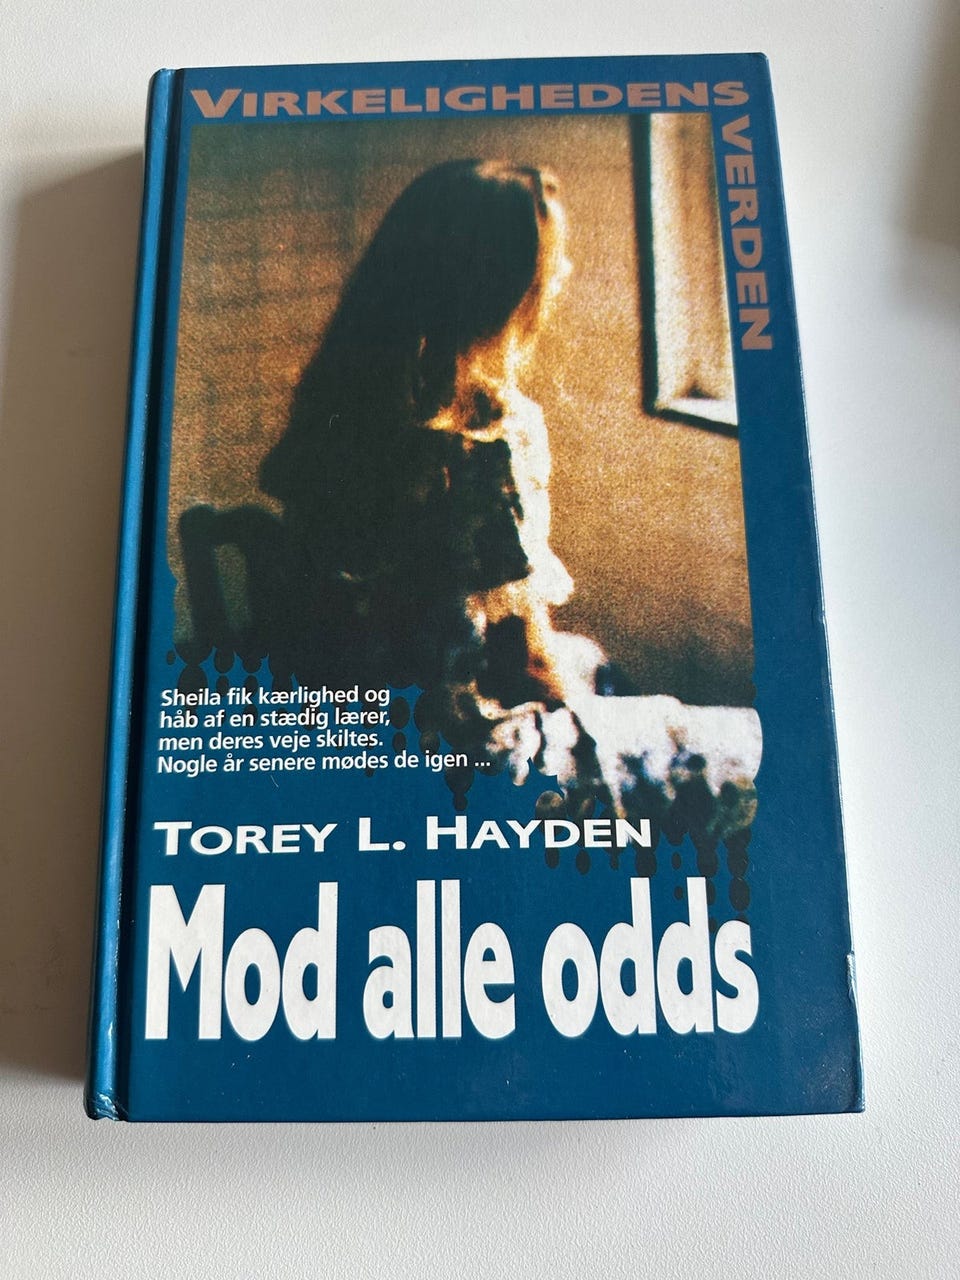 VIRKELIGHEDENS
VERDEN
Sheila fik kærlighed og
håb af en stædig lærer,
men deres veje skiltes.
Nogle år senere mødes de igen ...
TOREY L. HAYDEN
Mod alle odds